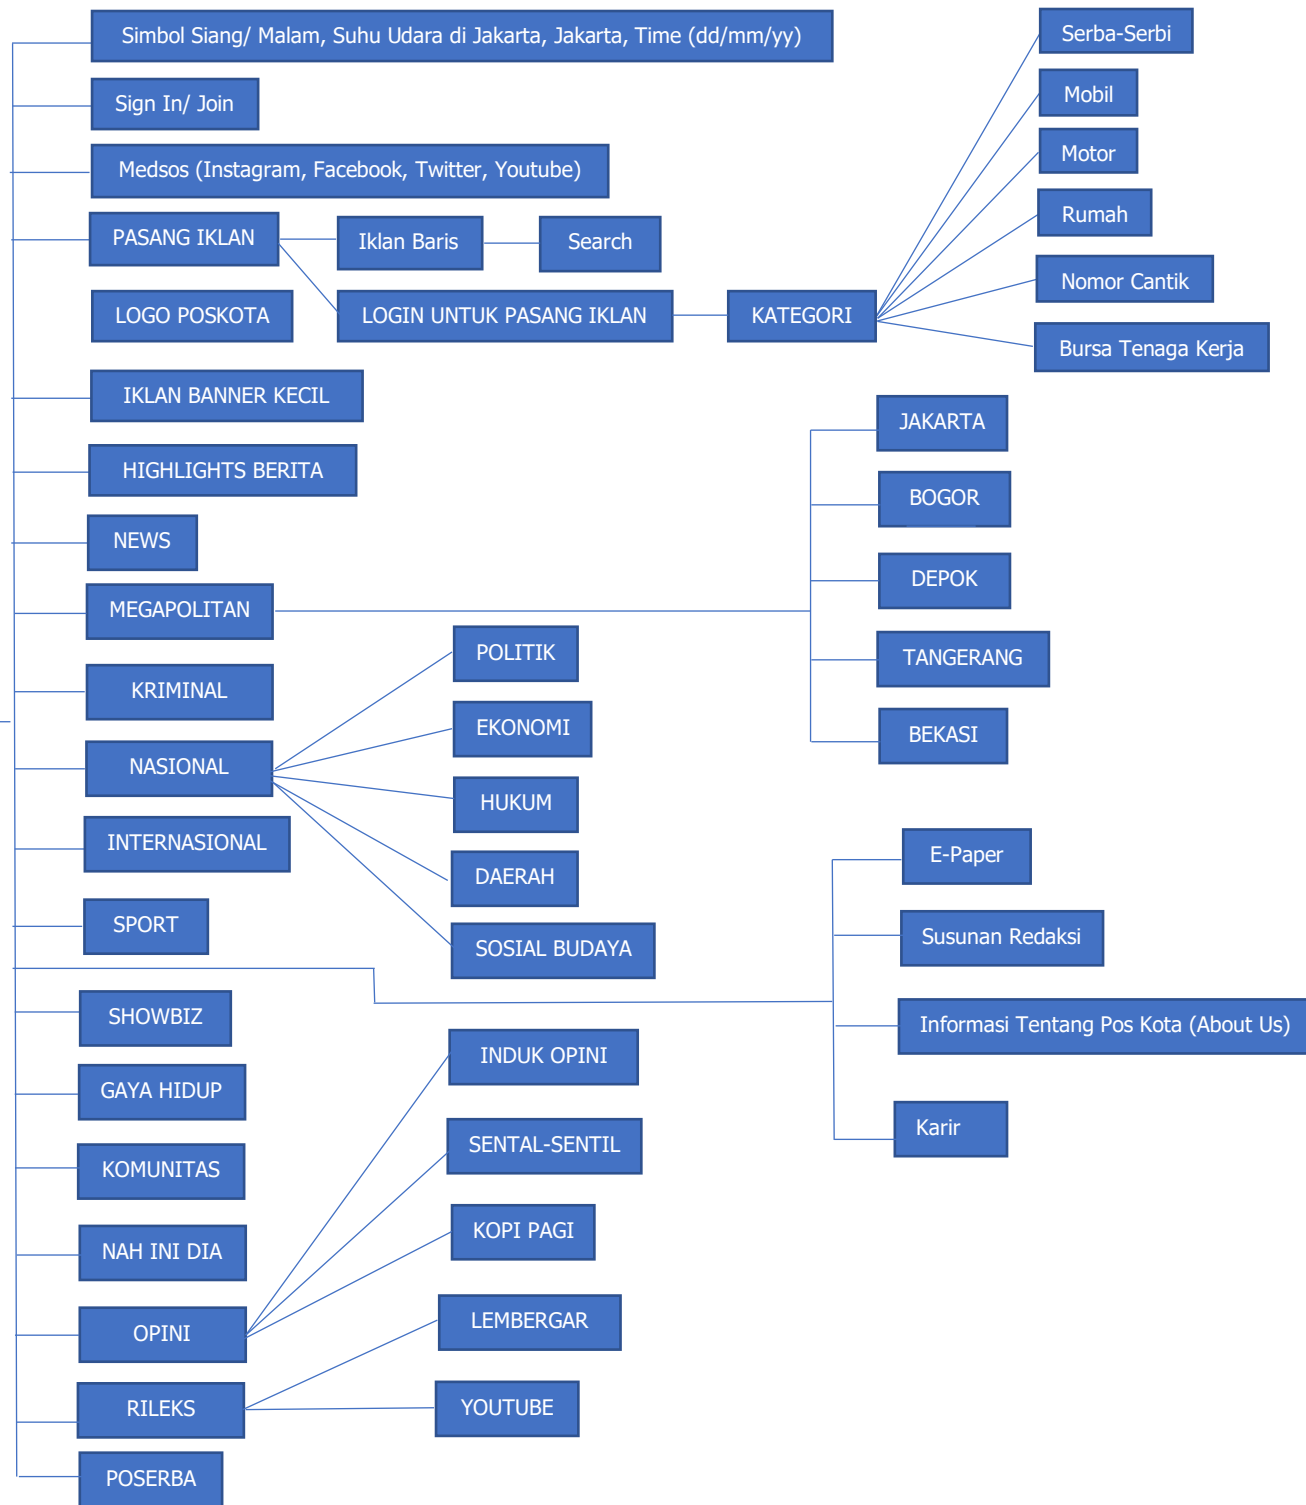 Simbol Siang/ Malam, Suhu Udara di Jakarta, Jakarta, Time (dd/mm/yy)
Sign In/ Join
Medsos (Instagram, Facebook, Twitter, Youtube)
PASANG IKLAN
Iklan Baris
Search
LOGO POSKOTA
LOGIN UNTUK PASANG IKLAN
KATEGORI
Serba-Serbi
Mobil
Motor
Rumah
Nomor Cantik
Bursa Tenaga Kerja
IKLAN BANNER KECIL
HIGHLIGHTS BERITA
NEWS
MEGAPOLITAN
JAKARTA
BOGOR
DEPOK
TANGERANG
BEKASI
KRIMINAL
NASIONAL
POLITIK
EKONOMI
HUKUM
DAERAH
SOSIAL BUDAYA
INTERNASIONAL
SPORT
E-Paper
Susunan Redaksi
Informasi Tentang Pos Kota (About Us)
Karir
SHOWBIZ
GAYA HIDUP
KOMUNITAS
NAH INI DIA
OPINI
INDUK OPINI
SENTAL-SENTIL
KOPI PAGI
RILEKS
LEMBERGAR
YOUTUBE
POSERBA